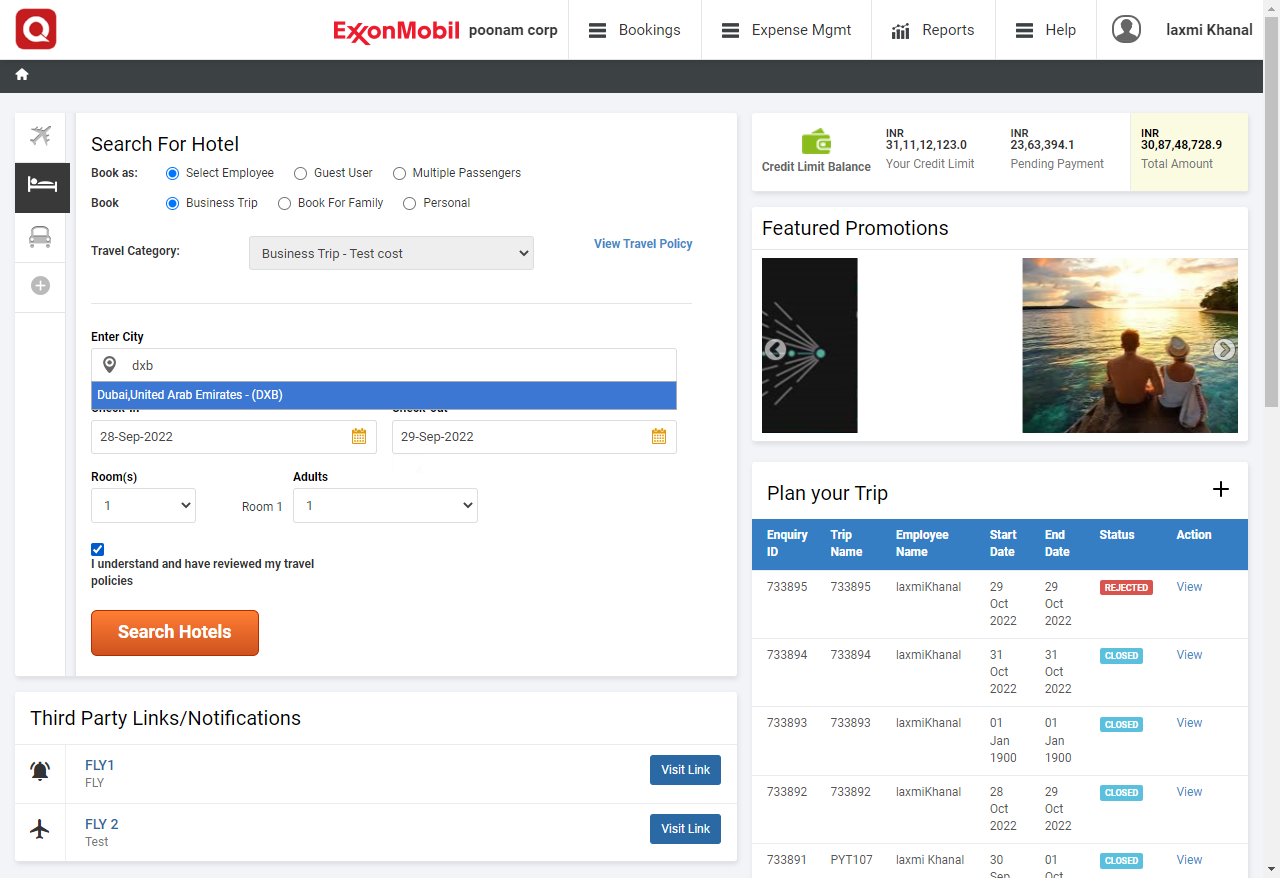 Q
ExxonMobil poonam corp Bookings Expense Mgmt Reports Help laxmi Khanal
Search For Hotel
Book as: Select Employee Guest User Multiple Passengers
Book Business Trip Book For Family Personal
Travel Category: Business Trip - Test cost View Travel Policy
Enter City
dxb
Dubai,United Arab Emirates - (DXB)
28-Sep-2022 29-Sep-2022
Room(s) Adults
1 Room 1 1
I understand and have reviewed my travel
policies
Search Hotels
Third Party Links/Notifications
FLY1
FLY
Visit Link
FLY 2
Test
Visit Link
Credit Limit Balance
INR
31,11,12,123.0
Your Credit Limit
INR
23,63,394.1
Pending Payment
INR
30,87,48,728.9
Total Amount
Featured Promotions
Plan your Trip
Enquiry ID Trip Name Employee Name Start Date End Date Status Action
733895 733895 laxmiKhanal 29 Oct 2022 29 Oct 2022 REJECTED View
733894 733894 laxmiKhanal 31 Oct 2022 31 Oct 2022 CLOSED View
733893 733893 laxmiKhanal 01 Jan 1900 01 Jan 1900 CLOSED View
733892 733892 laxmiKhanal 28 Oct 2022 29 Oct 2022 CLOSED View
733891 PYT107 laxmi Khanal 30 Sep 01 Oct CLOSED View